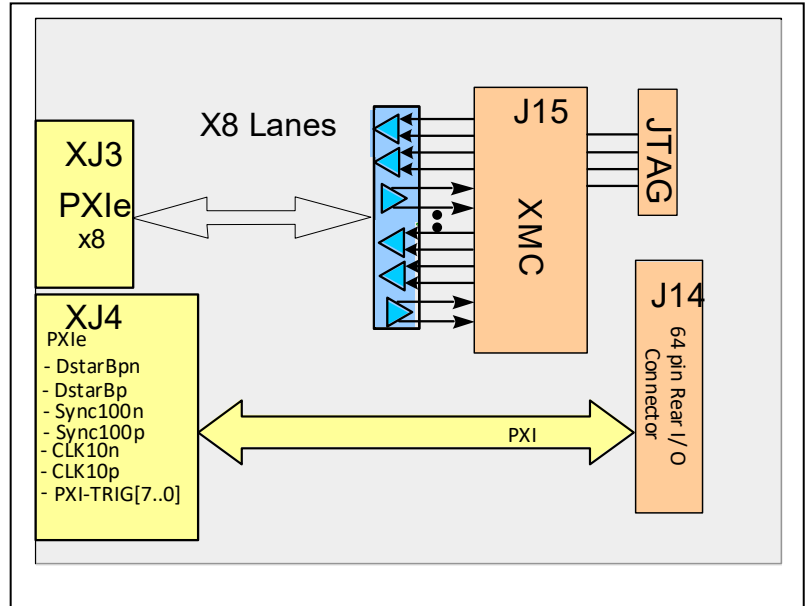 XJ3
PXIe
x8
X8 Lanes
J15
XMC
JTAG
XJ4
PXIe
- DstarBpn
- DstarBp
- Sync100n
- Sync100p
- CLK10n
- CLK10p
- PXI-TRIG[7..0]
PXI
J14
64 pin Rear I/O
Connector